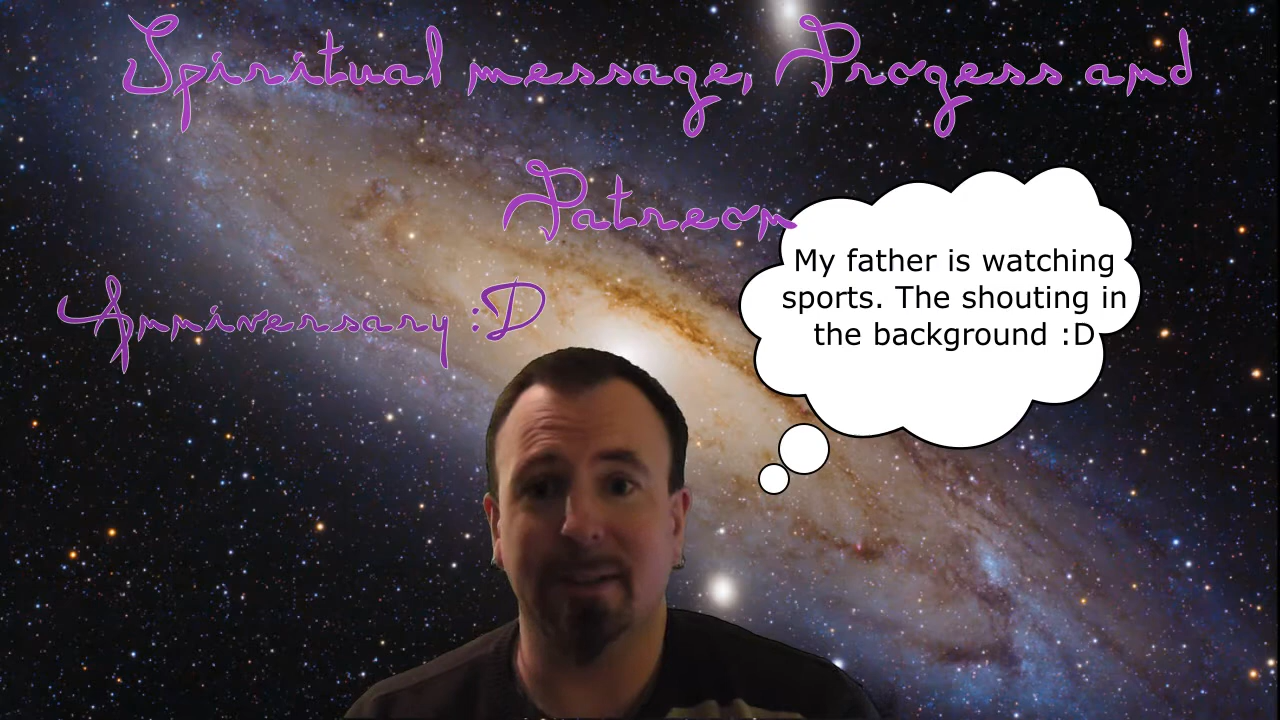 Spiritual message, Progess and
Patreon
Anniversary :D
My father is watching
sports. The shouting in
the background :D